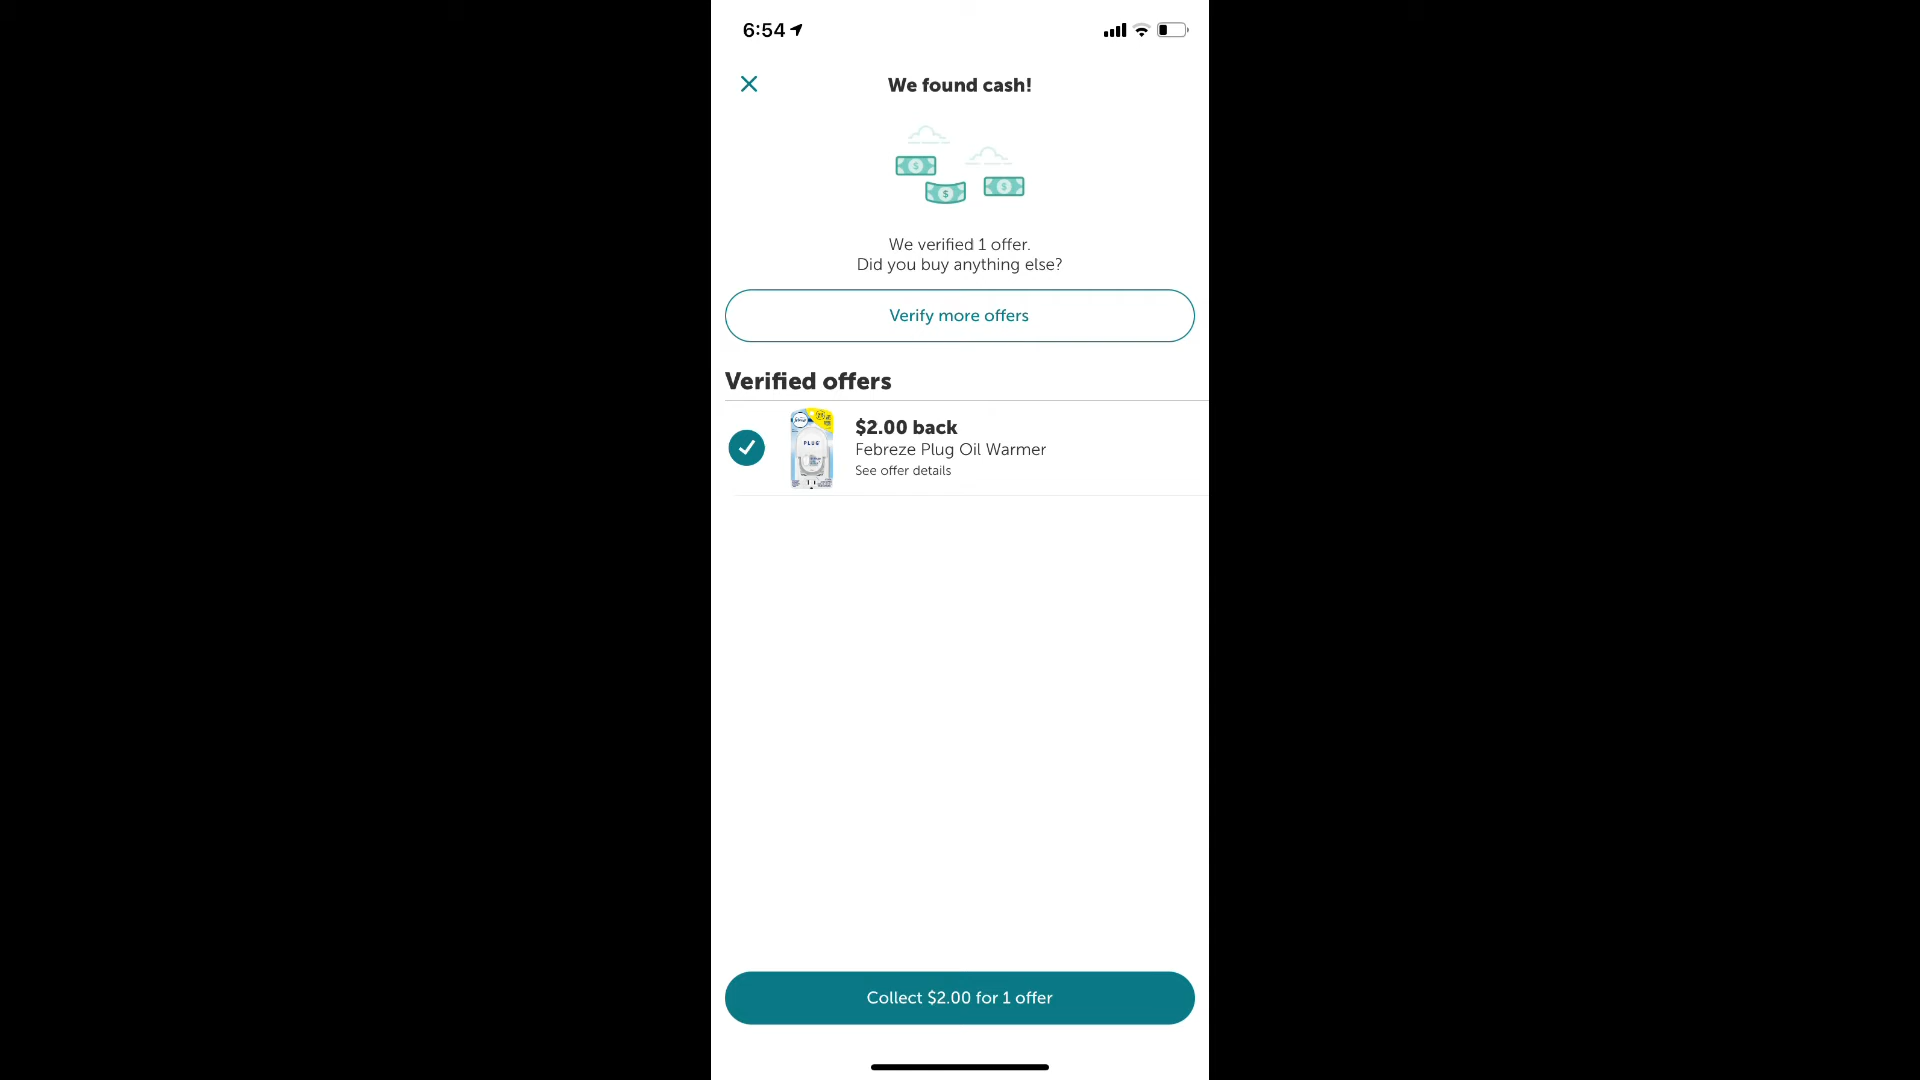 6:54
We found cash!
We verified 1 offer.
Did you buy anything else?
Verify more offers
Verified offers
PLUG
$2.00 back
Febreze Plug Oil Warmer
See offer details
Collect $2.00 for 1 offer